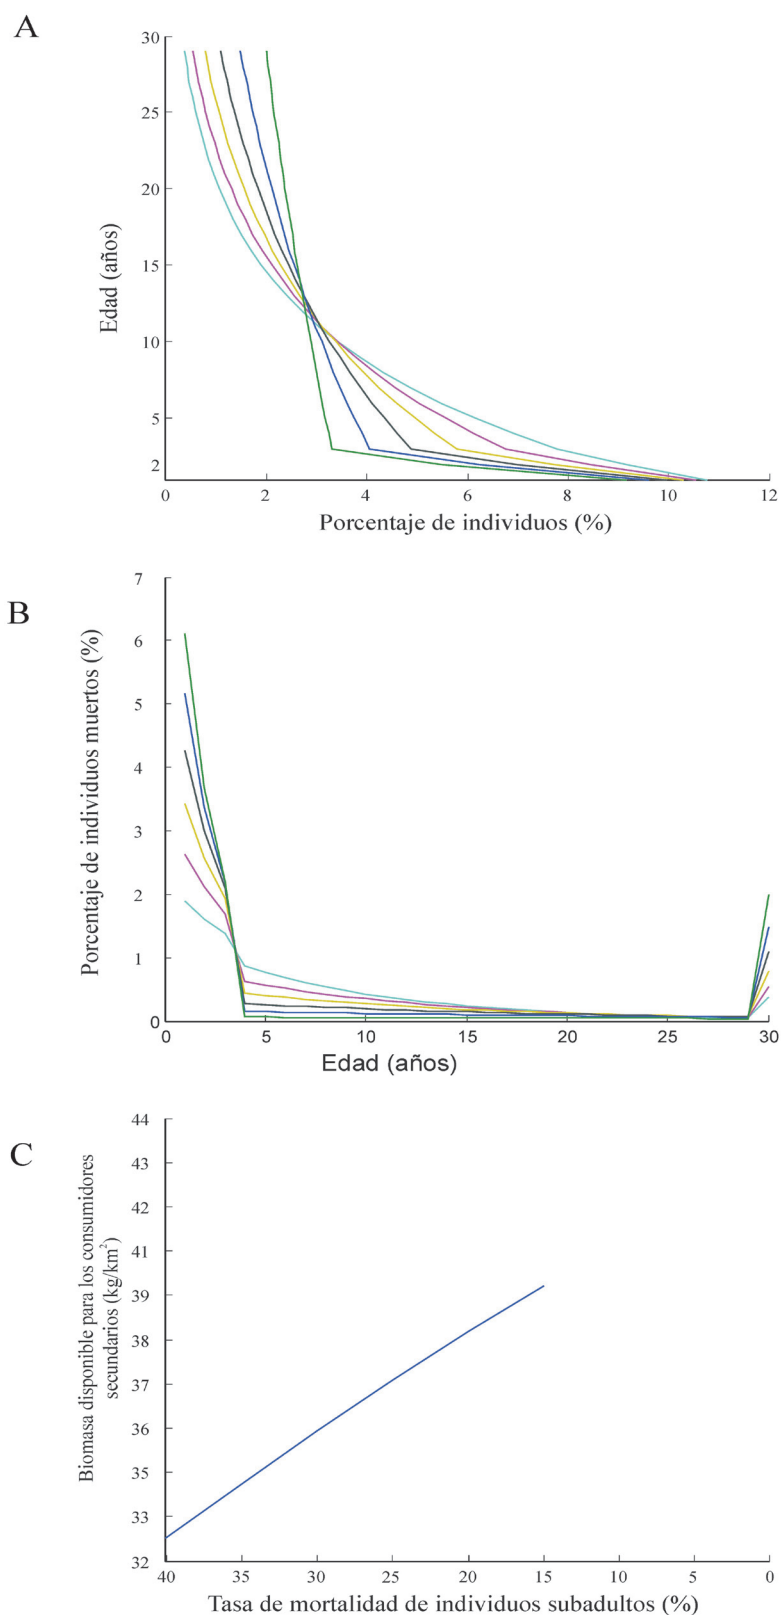 A
30
25
20
15
10
5
2
Edad (años)
0 2 4 6 8 10 12
Porcentaje de individuos (%)
B
7
6
5
4
3
2
1
0
Porcentaje de individuos muertos (%)
0 5 10 15 20 25 30
Edad (años)
C
44
43
42
41
39
38
37
36
35
33
32
Biomasa disponible para los consumidores
secundarios (kg/km²)
40 35 30 25 20 15 10 5 0
Tasa de mortalidad de individuos subadultos (%)